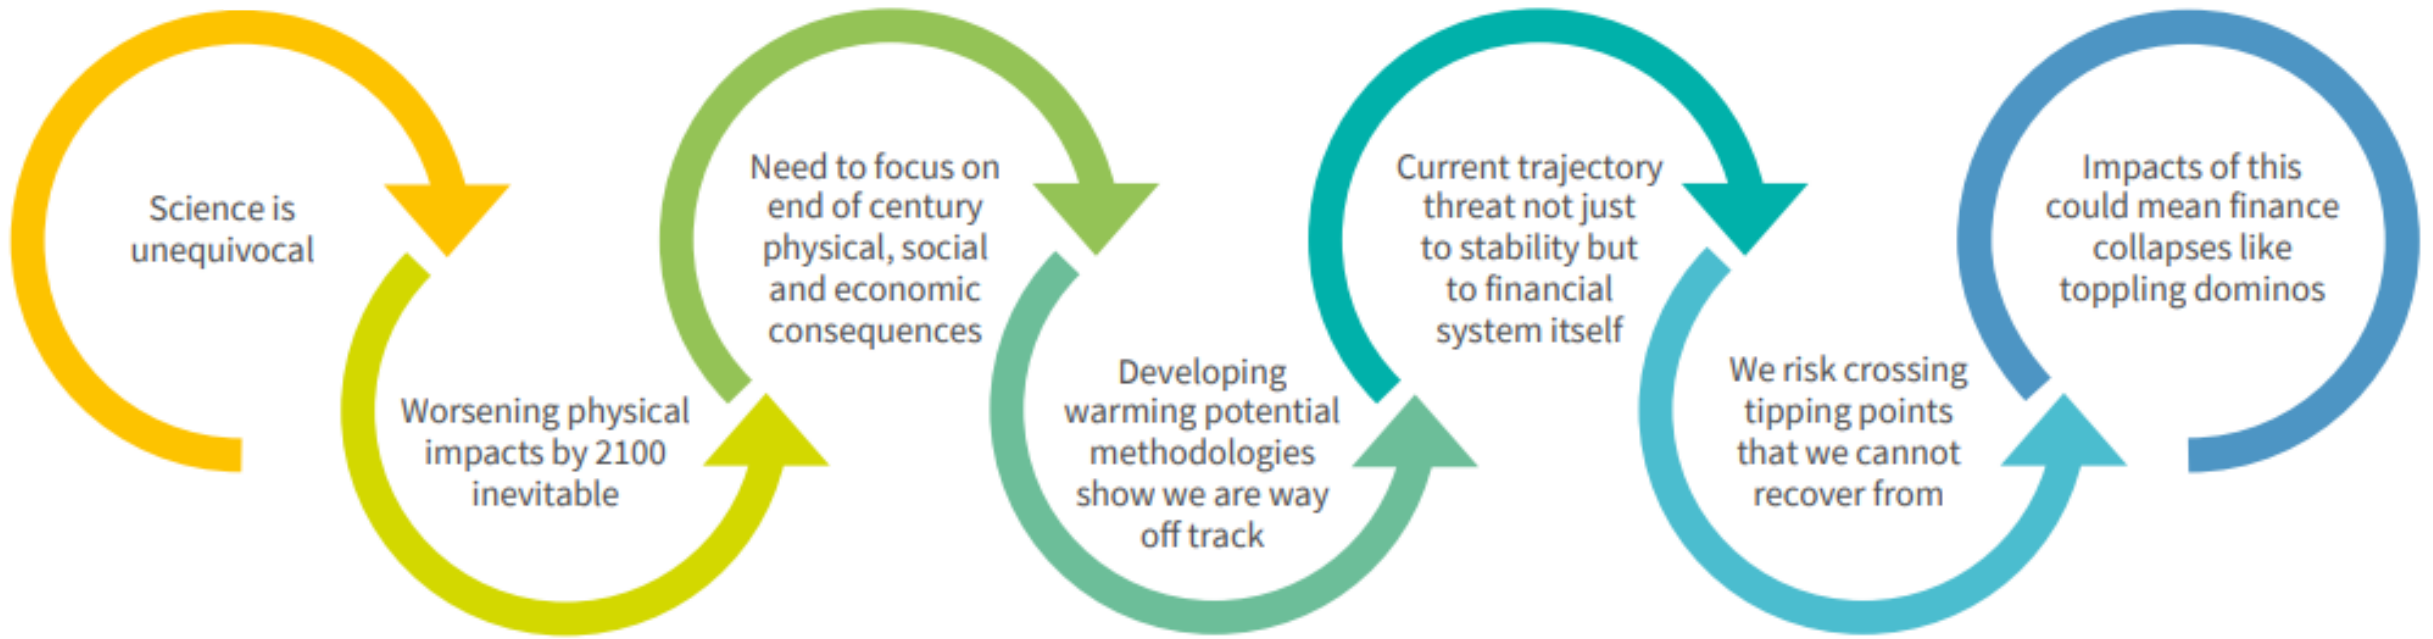 Science is
unequivocal
Worsening physical
impacts by 2100
inevitable
Need to focus on
end of century
physical, social
and economic
consequences
Developing
warming potential
methodologies
show we are way
off track
Current trajectory
threat not just
to stability but
to financial
system itself
We risk crossing
tipping points
that we cannot
recover from
Impacts of this
could mean finance
collapses like
toppling dominos